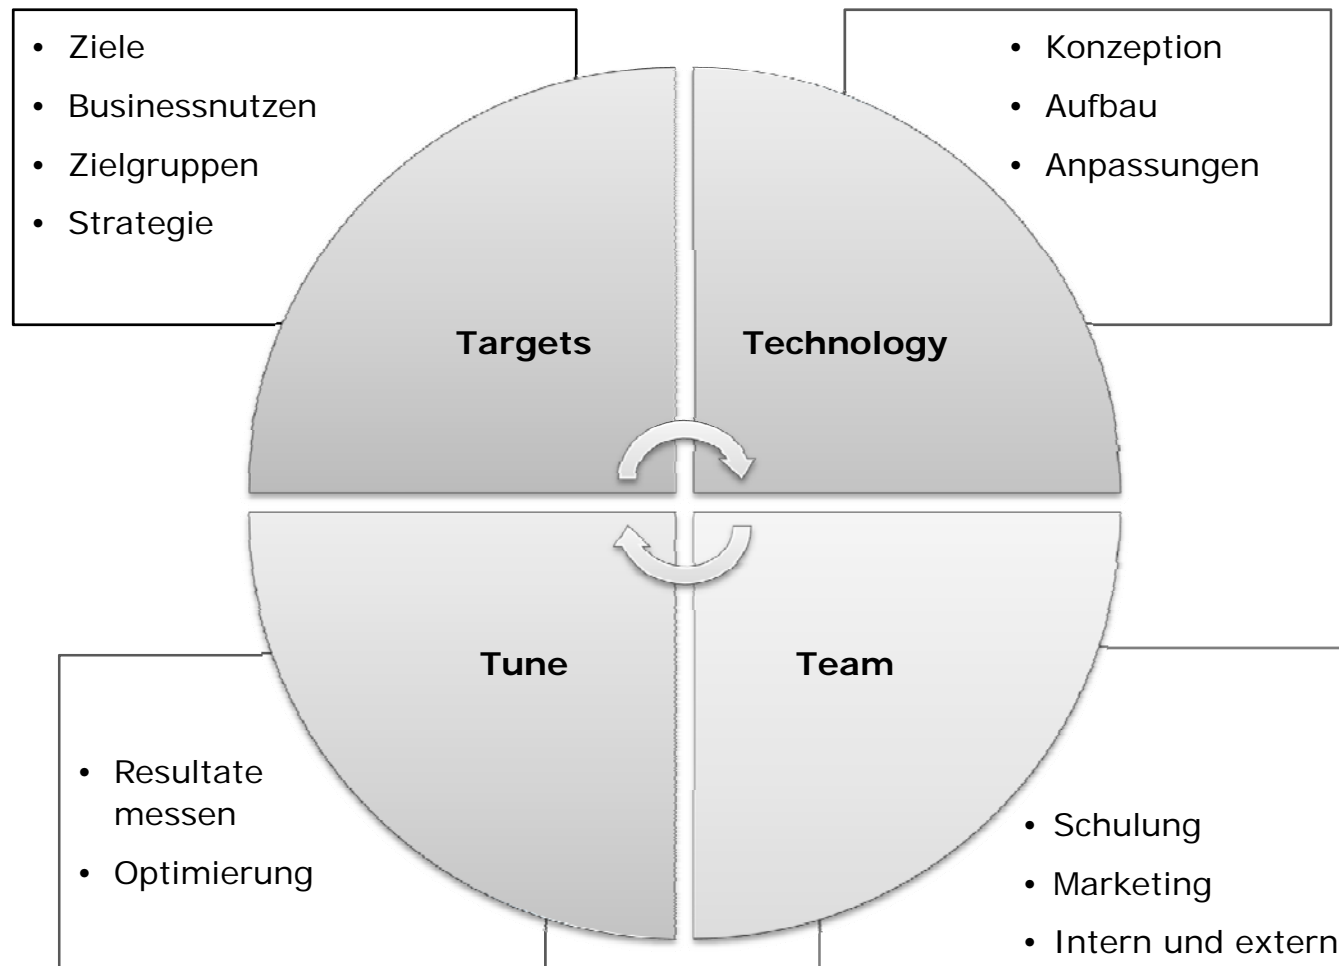 • Ziele
• Businessnutzen
• Zielgruppen
• Strategie
• Konzeption
• Aufbau
• Anpassungen
Targets
Technology
Tune
Team
• Resultate
messen
• Optimierung
• Schulung
• Marketing
• Intern und extern